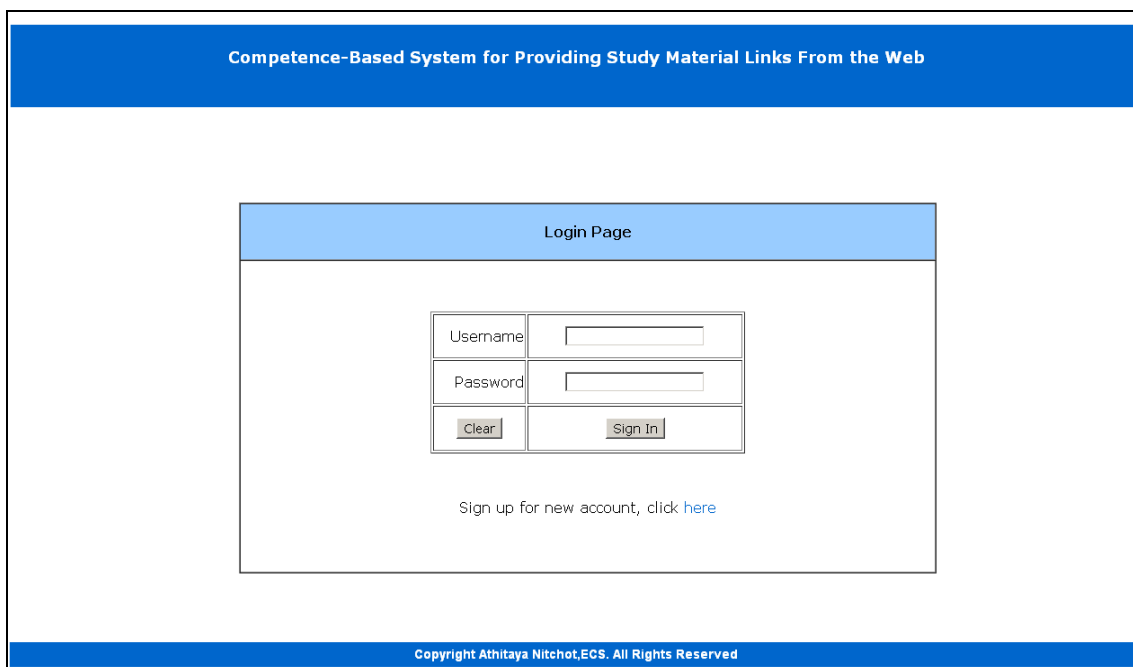 Competence-Based System for Providing Study Material Links From the Web
Login Page
Username
Password
Clear Sign In
Sign up for new account, click here
Copyright Athitaya Nitchot,ECS. All Rights Reserved